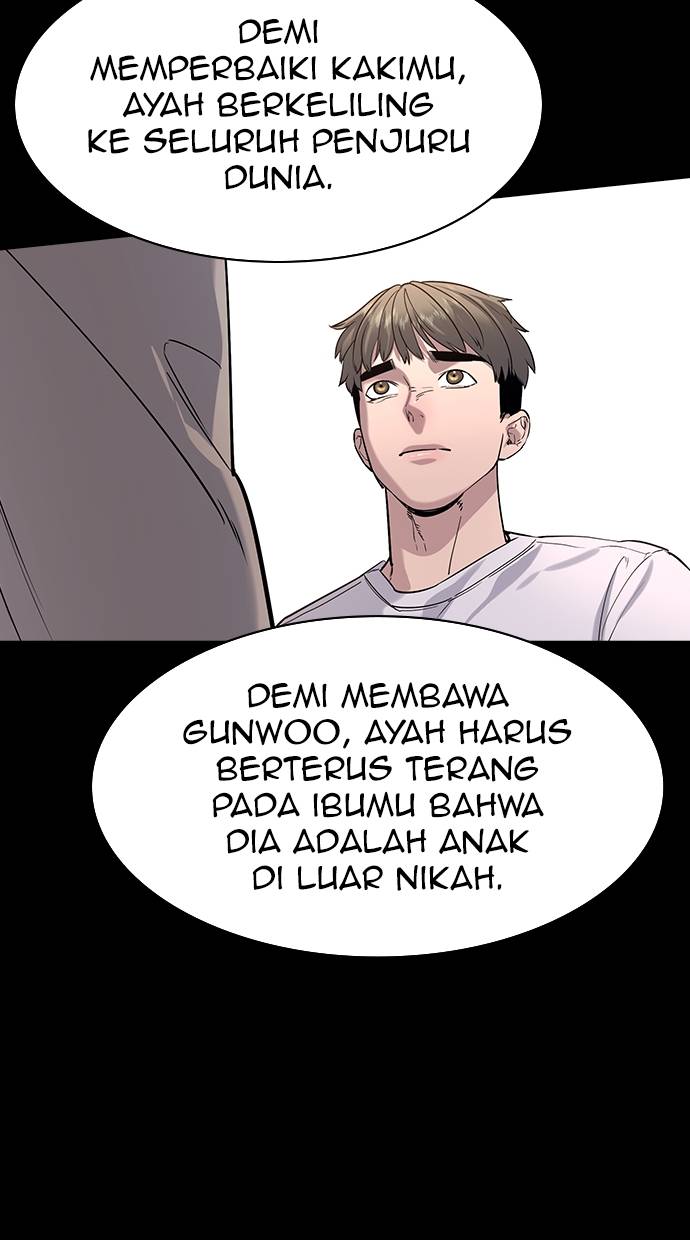 DEMI
MEMPERBAIKI KAKIMU,
AYAH BERKELILING
KE SELURUH PENJURU
DUNIA.
DEMI MEMBAWA
GUNWOO, AYAH HARUS
BERTERUS TERANG
PADA IBUMU BAHWA
DIA ADALAH ANAK
DI LUAR NIKAH.